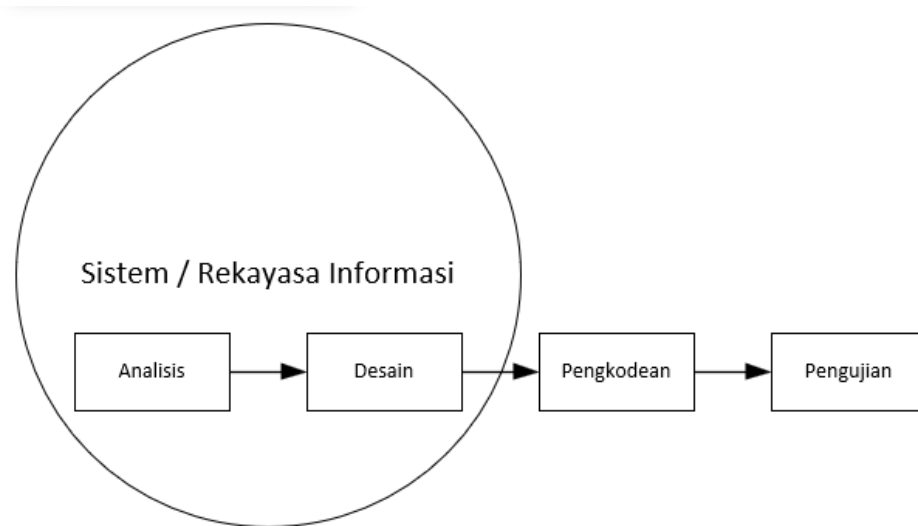 Sistem / Rekayasa Informasi
Analisis
Desain
Pengkodean
Pengujian